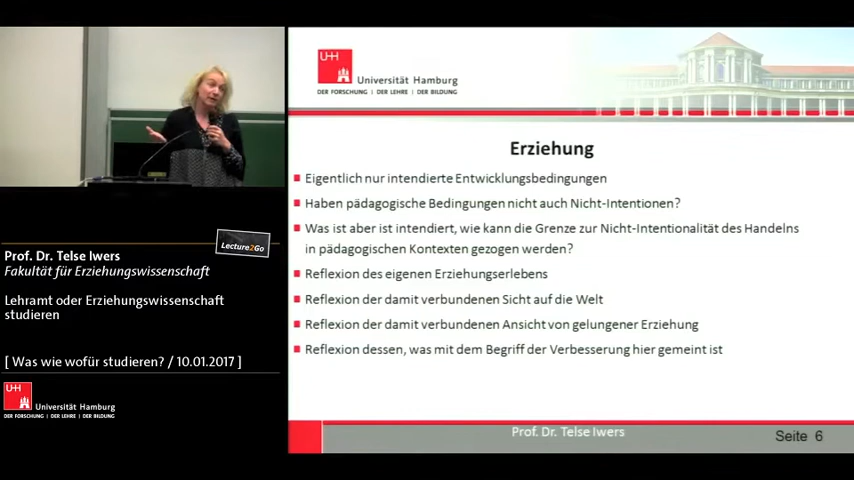 Prof. Dr. Telse Iwers
Fakultät für Erziehungswissenschaft
Lecture2Go
Lehramt oder Erziehungswissenschaft
studieren
[ Was wie wofür studieren? / 10.01.2017 ]
UH
Universität Hamburg
DER FORSCHUNG | DER LEHRE | DER BILDUNG
UH
Universität Hamburg
DER FORSCHUNG | DER LEHRE | DER BILDUNG
Erziehung
Eigentlich nur intendierte Entwicklungsbedingungen
Haben pädagogische Bedingungen nicht auch Nicht-Intentionen?
Was ist aber ist intendiert, wie kann die Grenze zur Nicht-Intentionalität des Handelns
in pädagogischen Kontexten gezogen werden?
Reflexion des eigenen Erziehungserlebens
Reflexion der damit verbundenen Sicht auf die Welt
Reflexion der damit verbundenen Ansicht von gelungener Erziehung
Reflexion dessen, was mit dem Begriff der Verbesserung hier gemeint ist
Prof. Dr. Telse Iwers
Seite 6